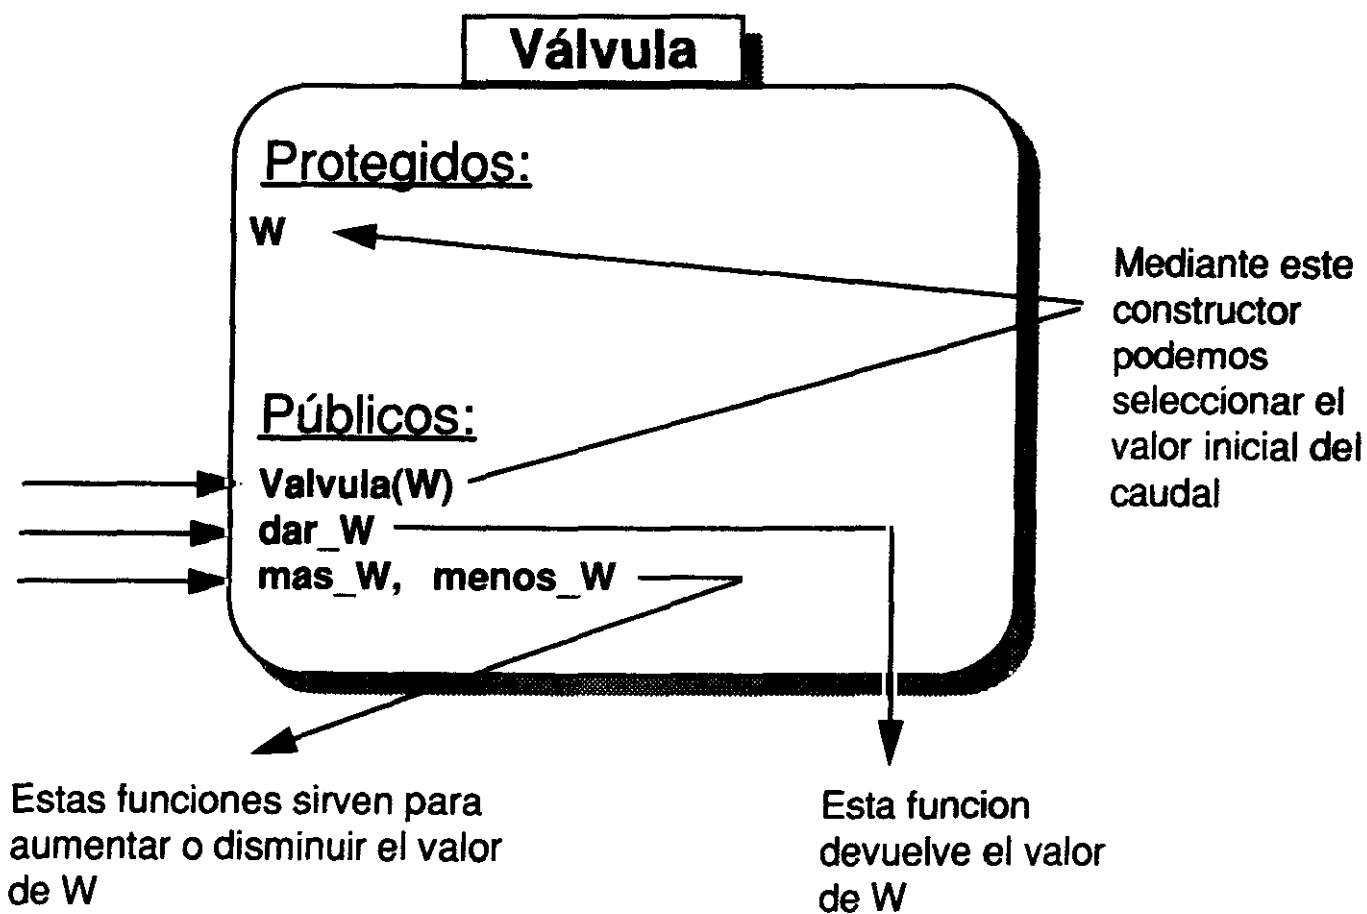 Válvula
Protegidos:
W
Mediante este
constructor
podemos
seleccionar el
valor inicial del
caudal
Públicos:
Valvula(W)
dar_W
mas_W, menos_W
Estas funciones sirven para
aumentar o disminuir el valor
de W
Esta funcion
devuelve el valor
de W